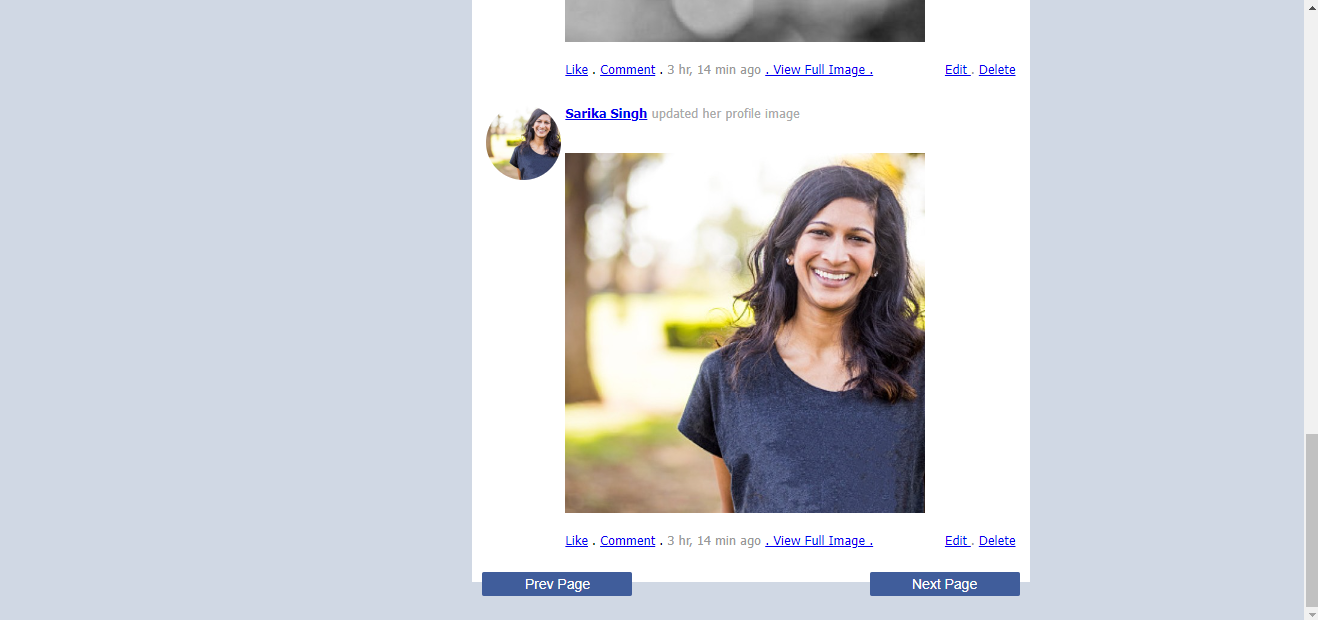 Like . Comment . 3 hr, 14 min ago . View Full Image . Edit . Delete
Sarika Singh updated her profile image
Like . Comment . 3 hr, 14 min ago . View Full Image . Edit . Delete
Prev Page Next Page